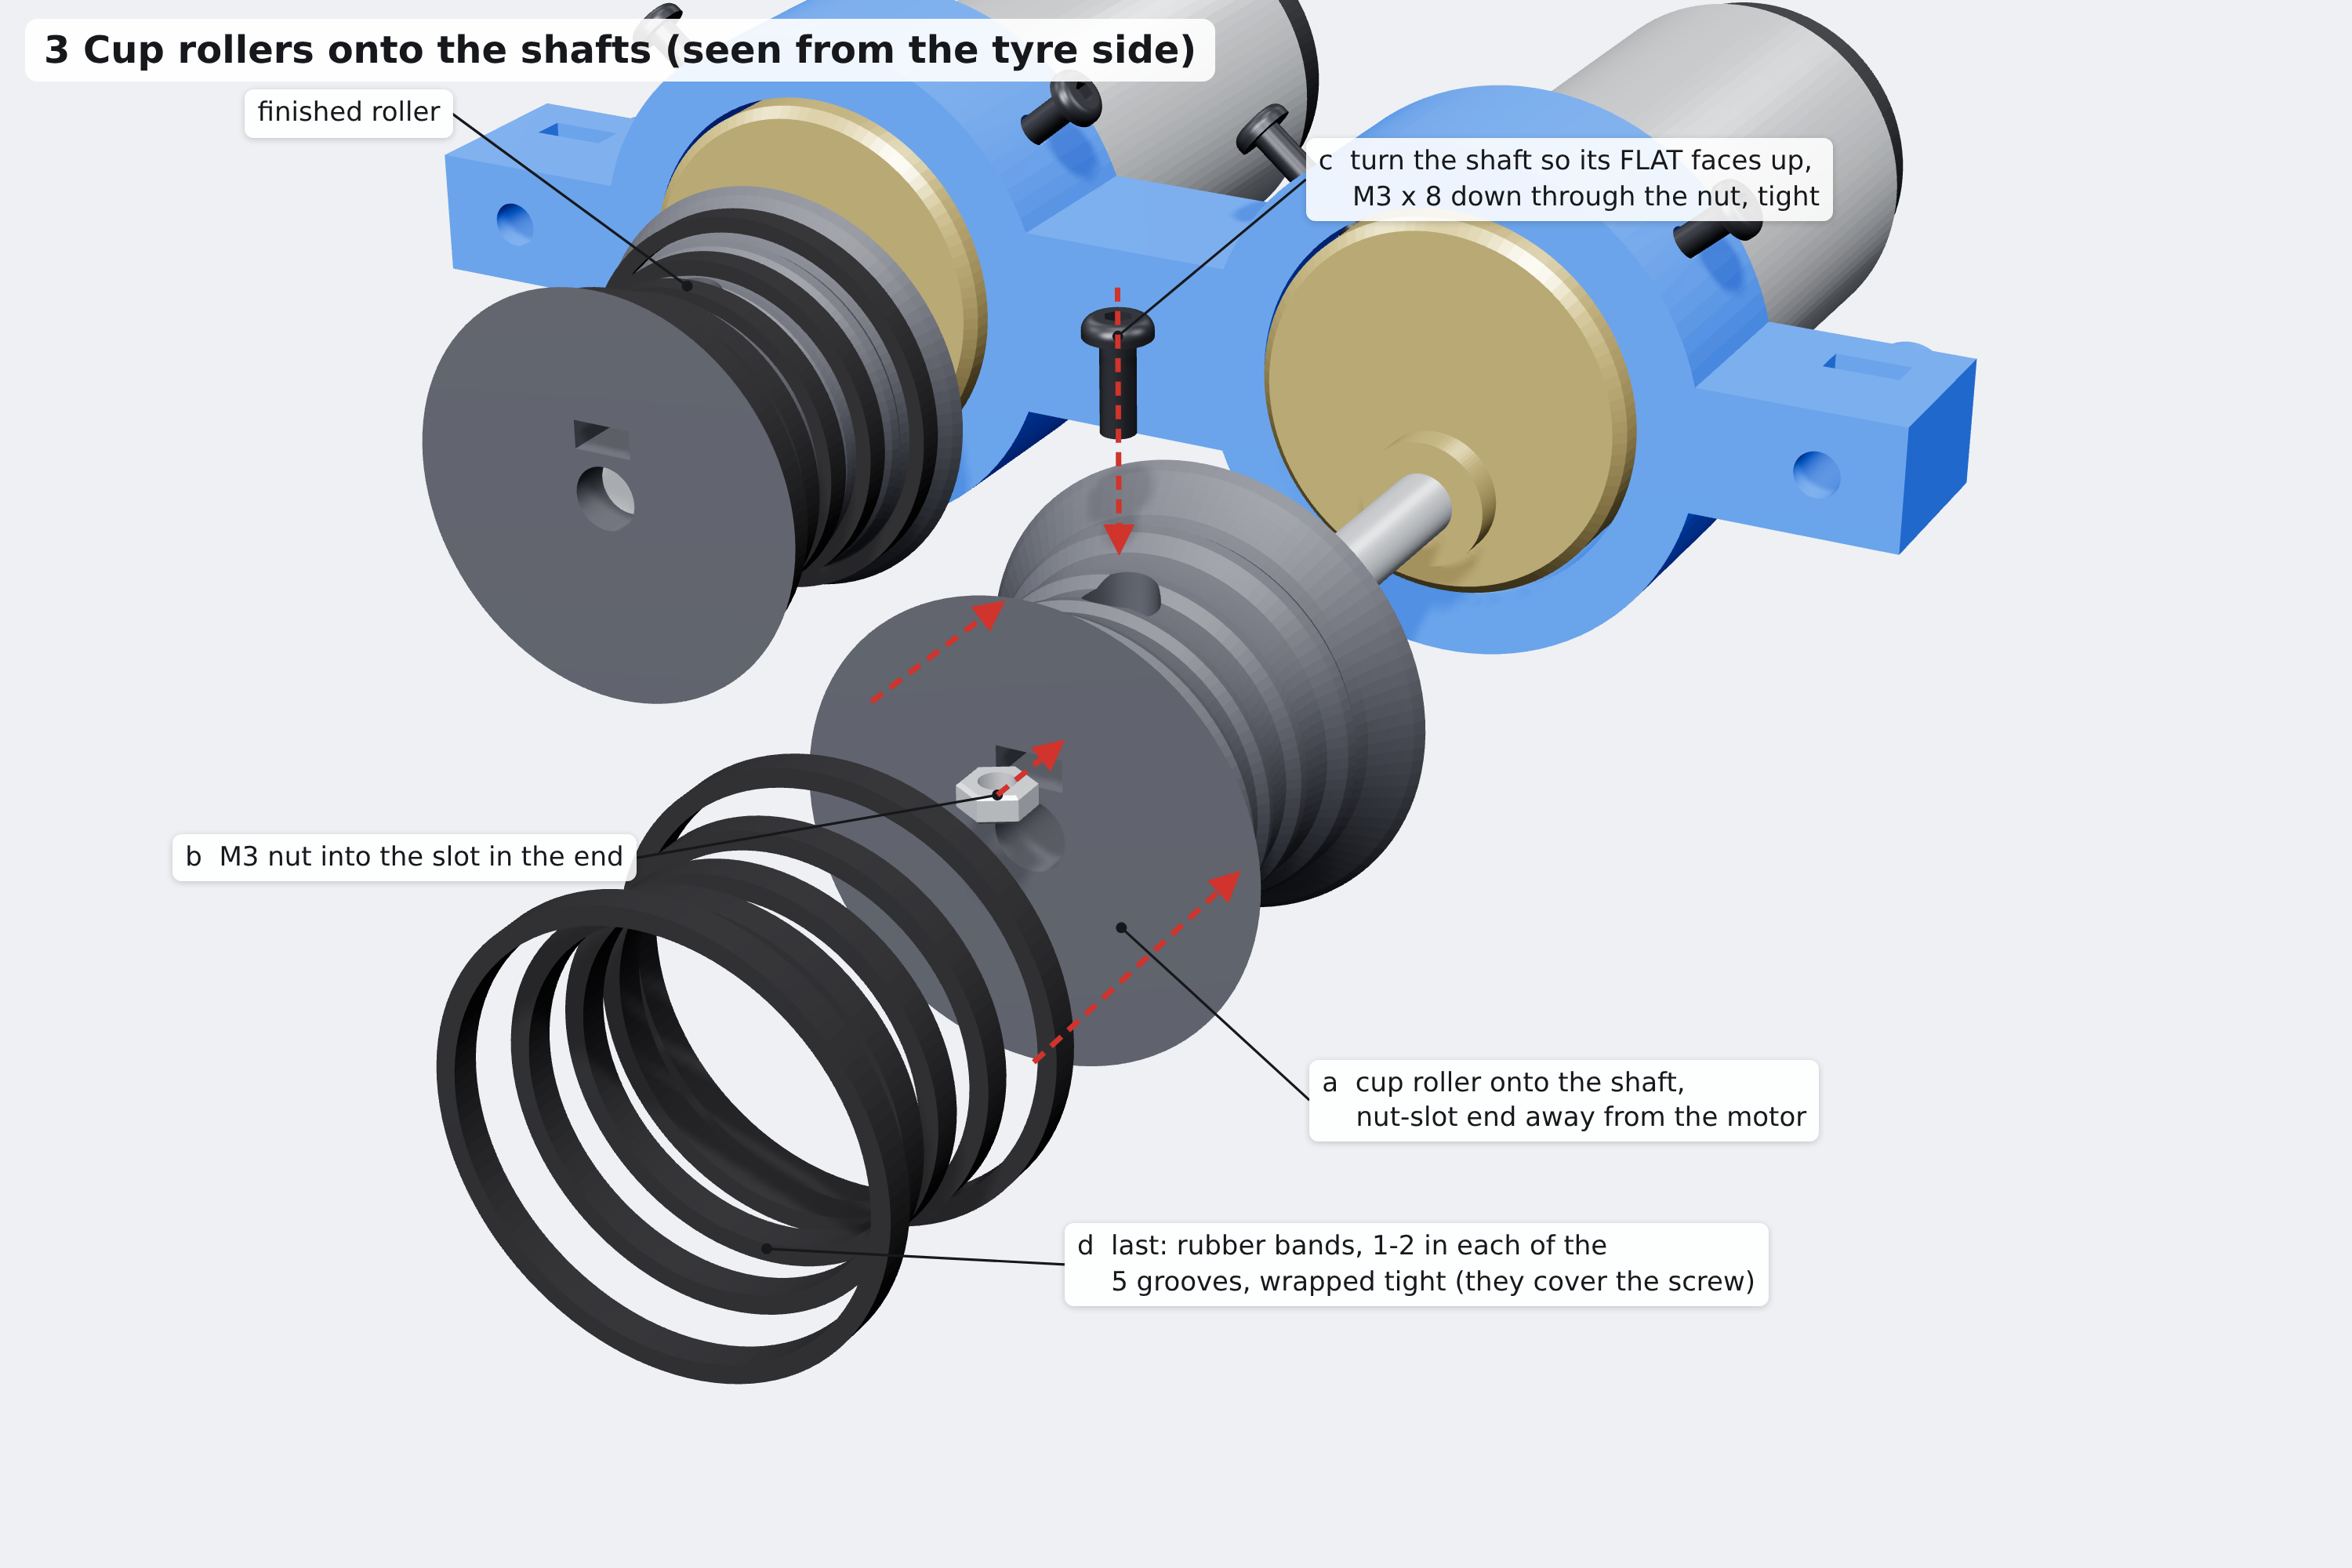 3 Cup rollers onto the shafts (seen from the tyre side)
finished roller
c turn the shaft so its FLAT faces up,
M3 x 8 down through the nut, tight
b M3 nut into the slot in the end
a cup roller onto the shaft,
nut-slot end away from the motor
d last: rubber bands, 1-2 in each of the
5 grooves, wrapped tight (they cover the screw)